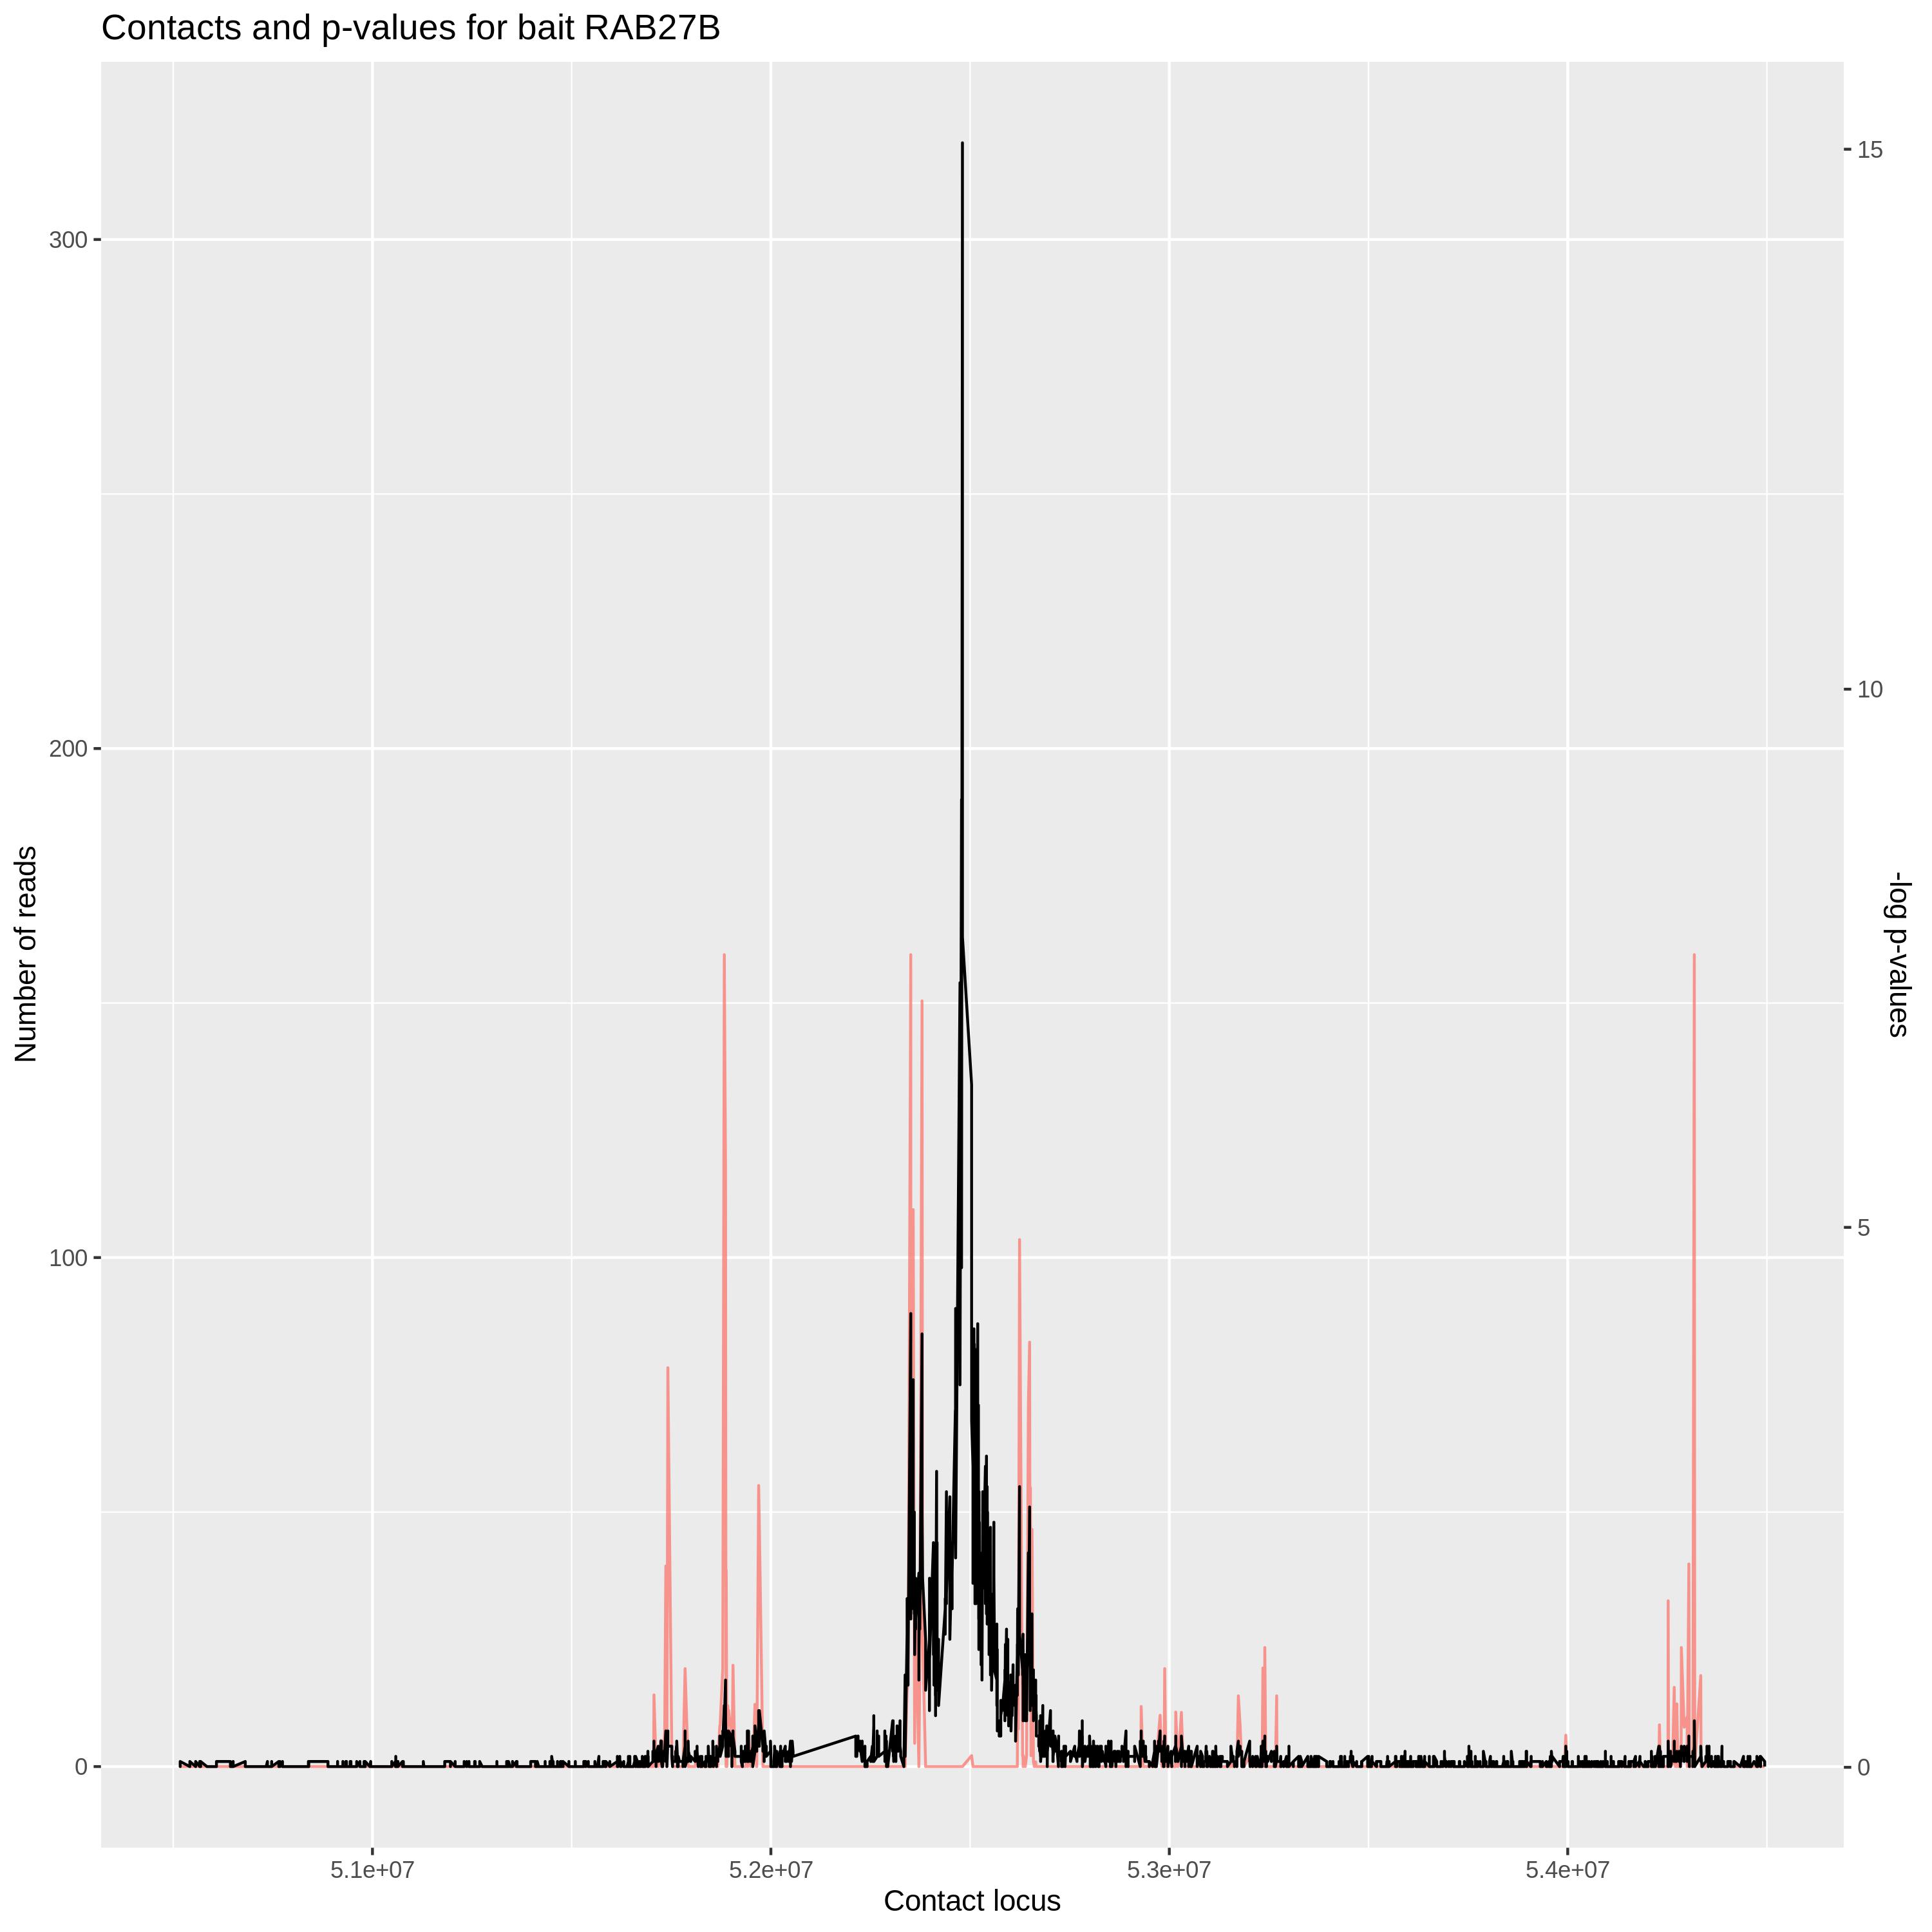 Contacts and p-values for bait RAB27B
300
200
100
0
Number of reads
15
10
5
0
-log p-values
5.1e+07
5.2e+07
5.3e+07
5.4e+07
Contact locus